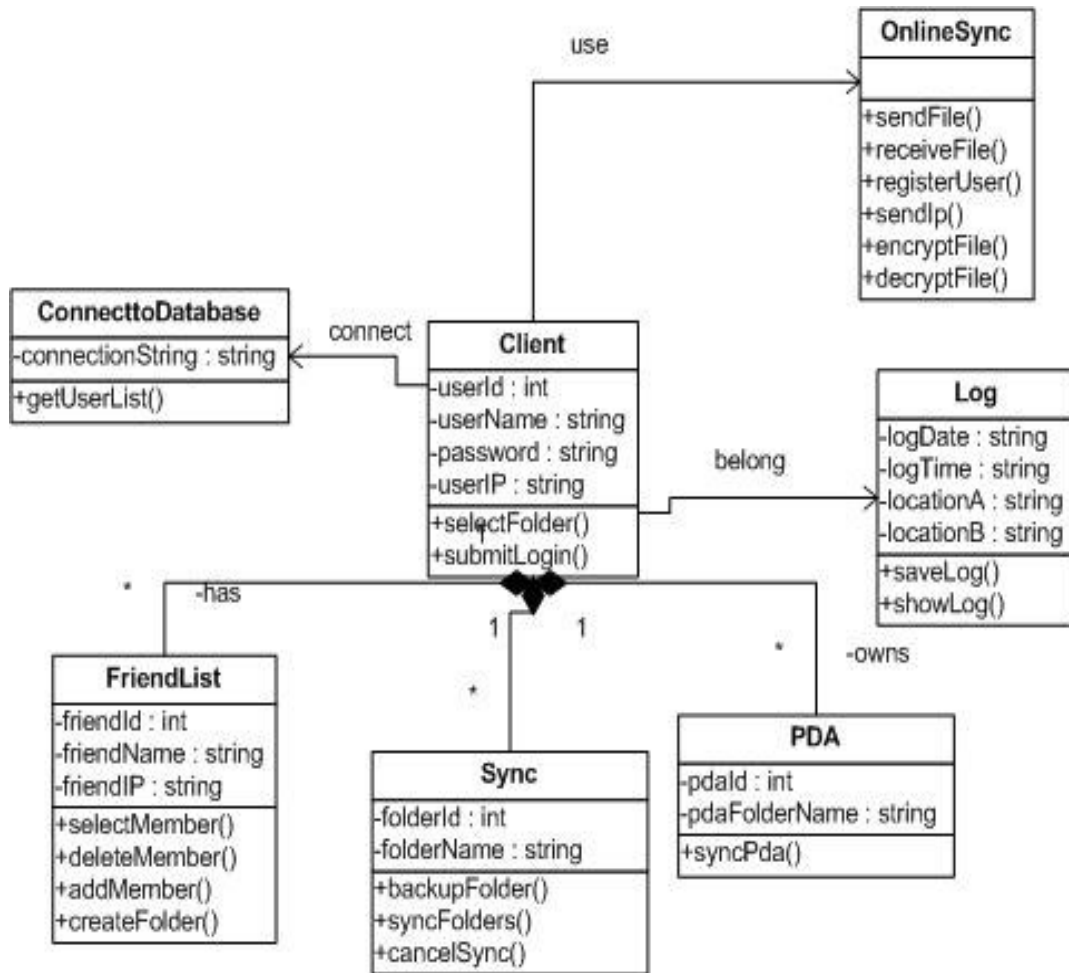 use
OnlineSync
+sendFile()
+receiveFile()
+registerUser()
+sendIp()
+encryptFile()
+decryptFile()
ConnecttoDatabase
-connectionString : string
+getUserList()
connect
Client
-userId : int
-userName : string
-password : string
-userIP : string
+selectFolder()
1
+submitLogin()
belong
Log
-logDate : string
-logTime : string
-locationA : string
-locationB : string
+saveLog()
+showLog()
*
-has
1
1
*
*
-owns
FriendList
-friendId : int
-friendName : string
-friendIP : string
+selectMember()
+deleteMember()
+addMember()
+createFolder()
Sync
-folderId : int
-folderName : string
+backupFolder()
+syncFolders()
+cancelSync()
PDA
-pdaId : int
-pdaFolderName : string
+syncPda()